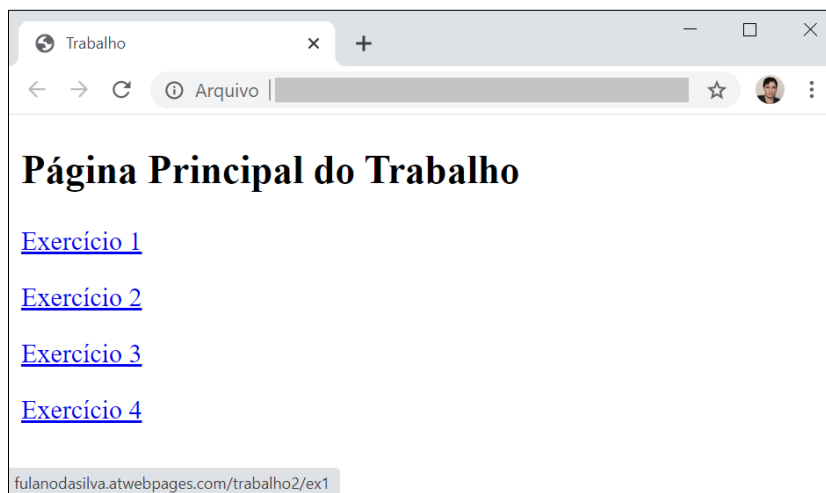 Trabalho
Arquivo
Página Principal do Trabalho
Exercício 1
Exercício 2
Exercício 3
Exercício 4
fulanodasilva.atwebpages.com/trabalho2/ex1